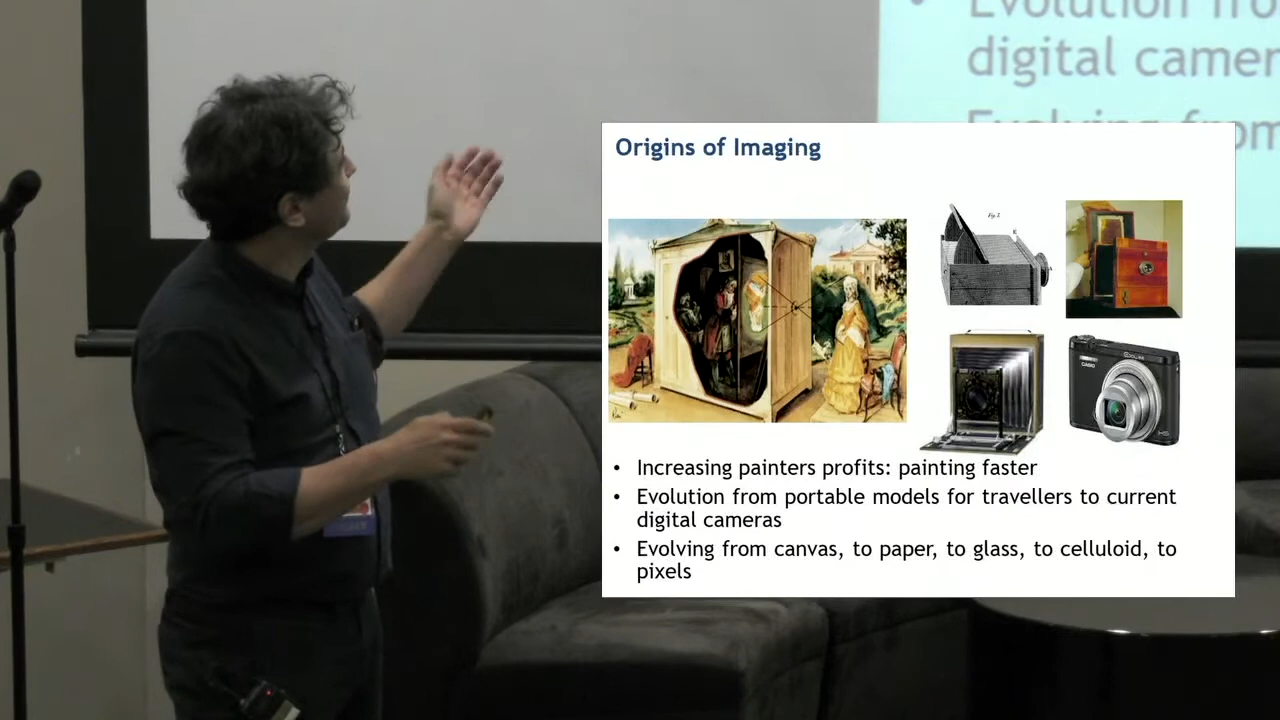 Evolution fro
digital camer
Evolving from
Origins of Imaging
Fig. 2
CASIO
• Increasing painters profits: painting faster
• Evolution from portable models for travellers to current
digital cameras
• Evolving from canvas, to paper, to glass, to celluloid, to
pixels